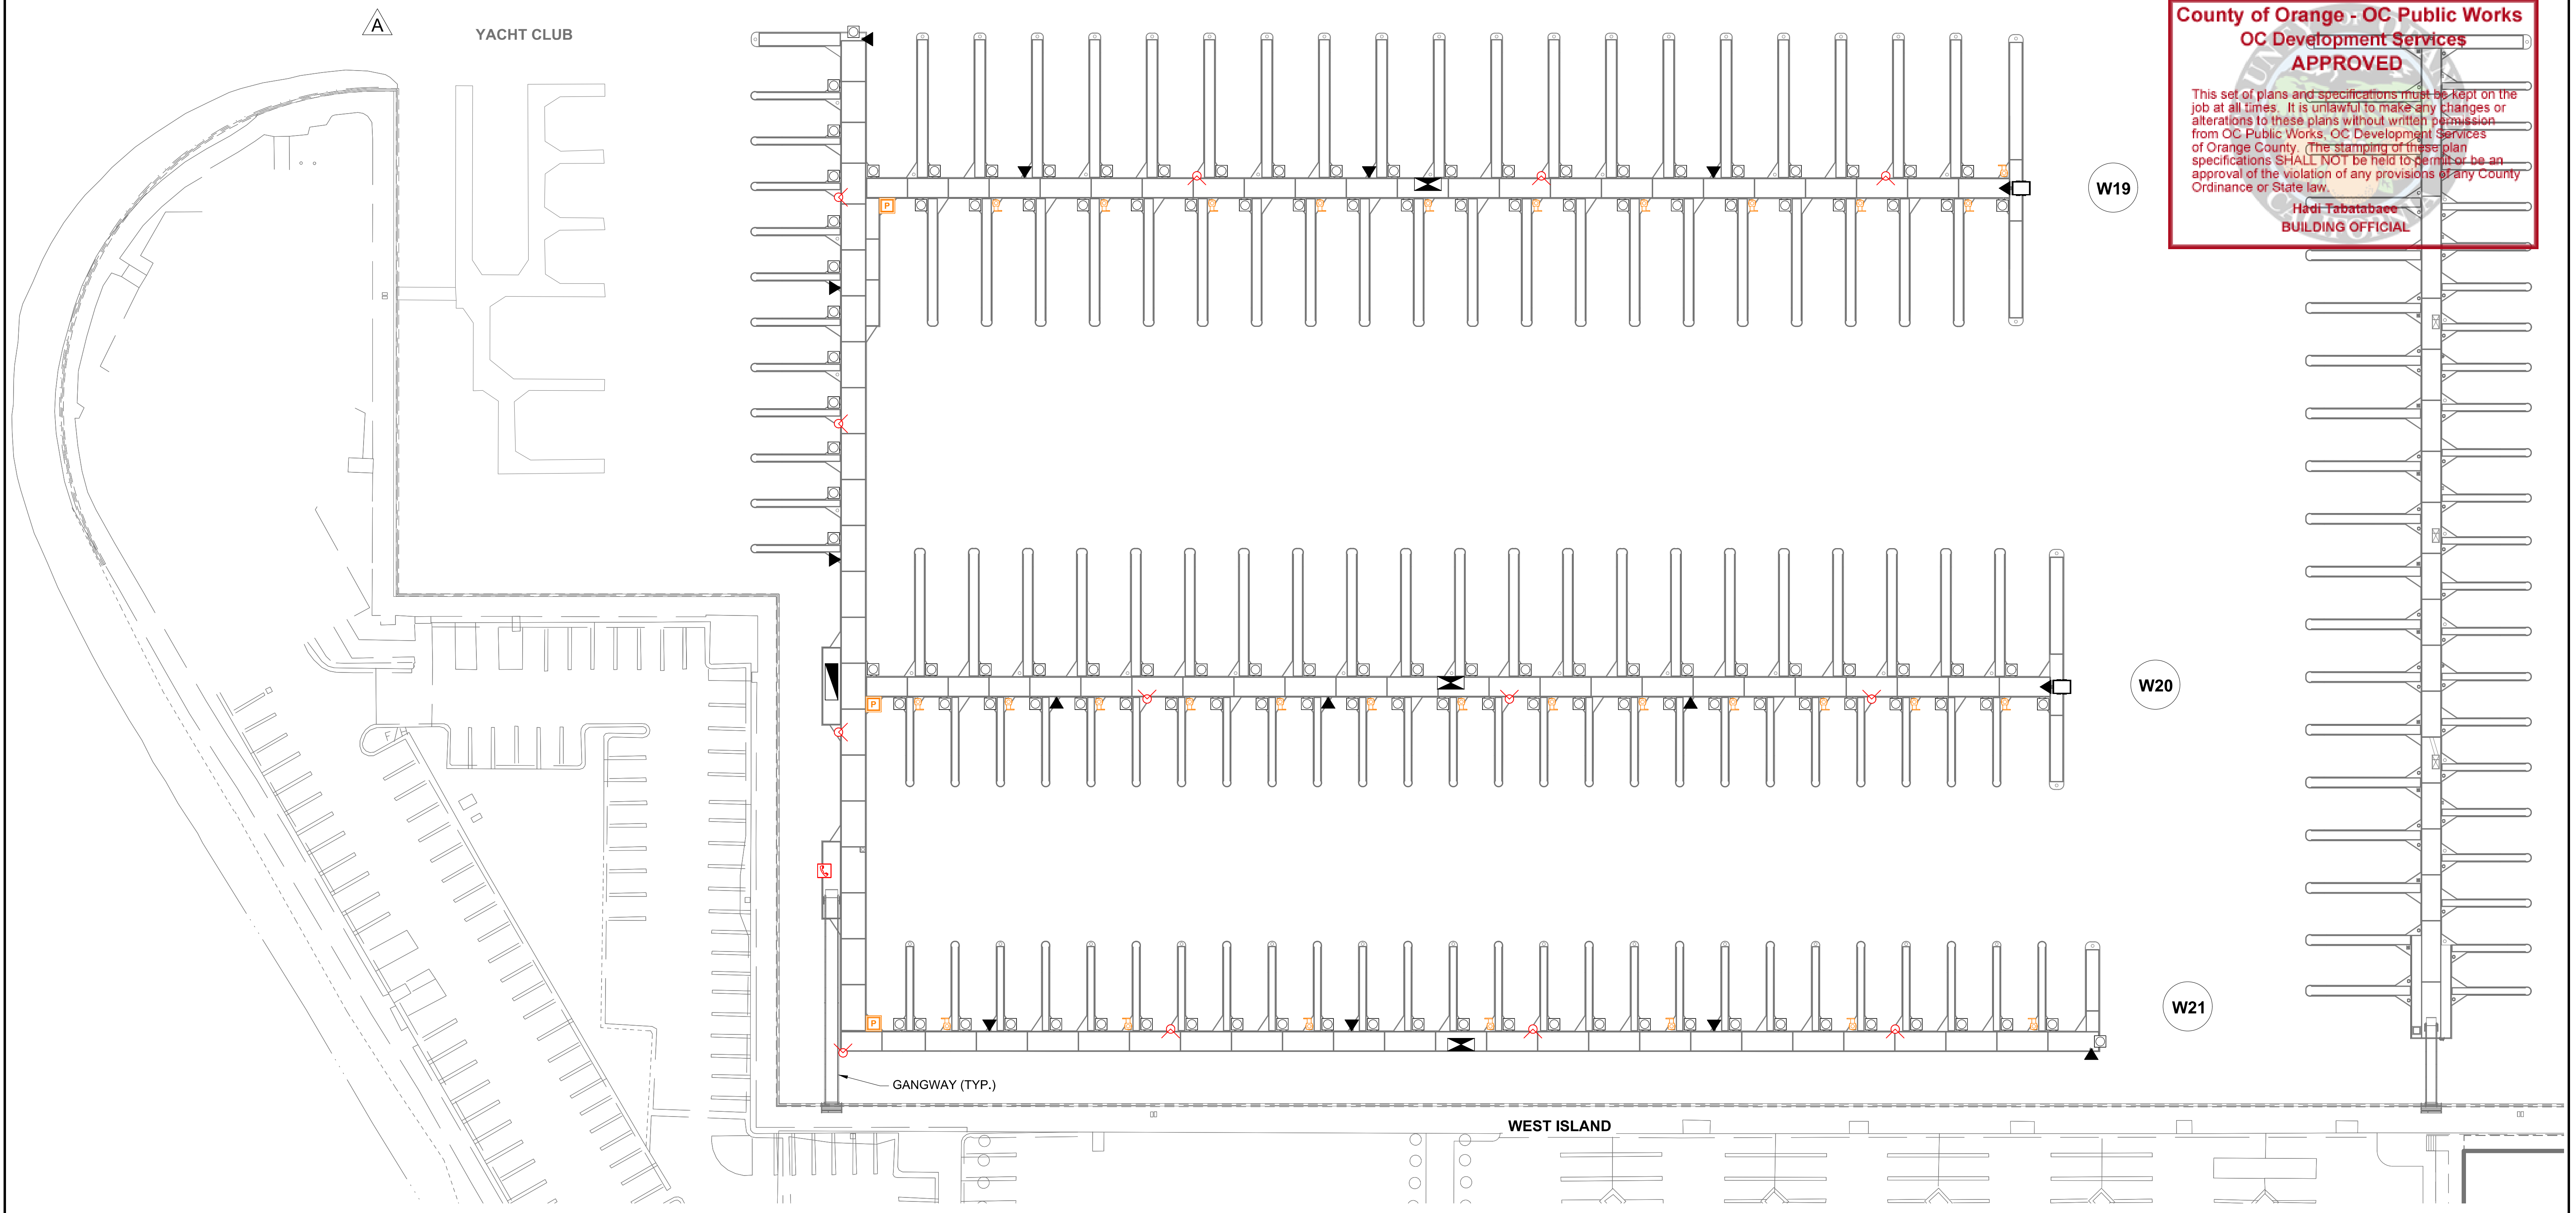 A
YACHT CLUB
County of Orange - OC Public Works
OC Development Services
APPROVED
This set of plans and specifications must be kept on the
job at all times. It is unlawful to make any changes or
alterations to these plans without written permission
from OC Public Works, OC Development Services
of Orange County. The stamping of these plan
specifications SHALL NOT be held to permit or be an
approval of the violation of any provisions of any County
Ordinance or State law.
Hadi Tabatabaee
BUILDING OFFICIAL
W19
P
W20
P
W21
P
GANGWAY (TYP.)
WEST ISLAND